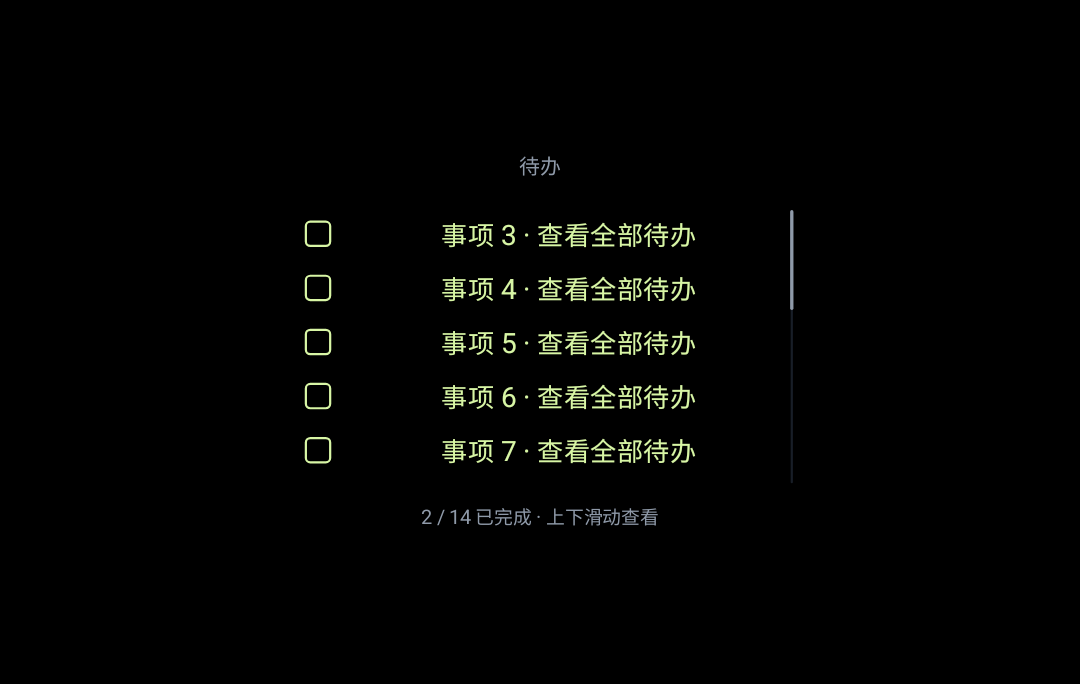 待办
事项 3 · 查看全部待办
事项 4 · 查看全部待办
事项 5 · 查看全部待办
事项 6 · 查看全部待办
事项 7 · 查看全部待办
2 / 14 已完成 · 上下滑动查看